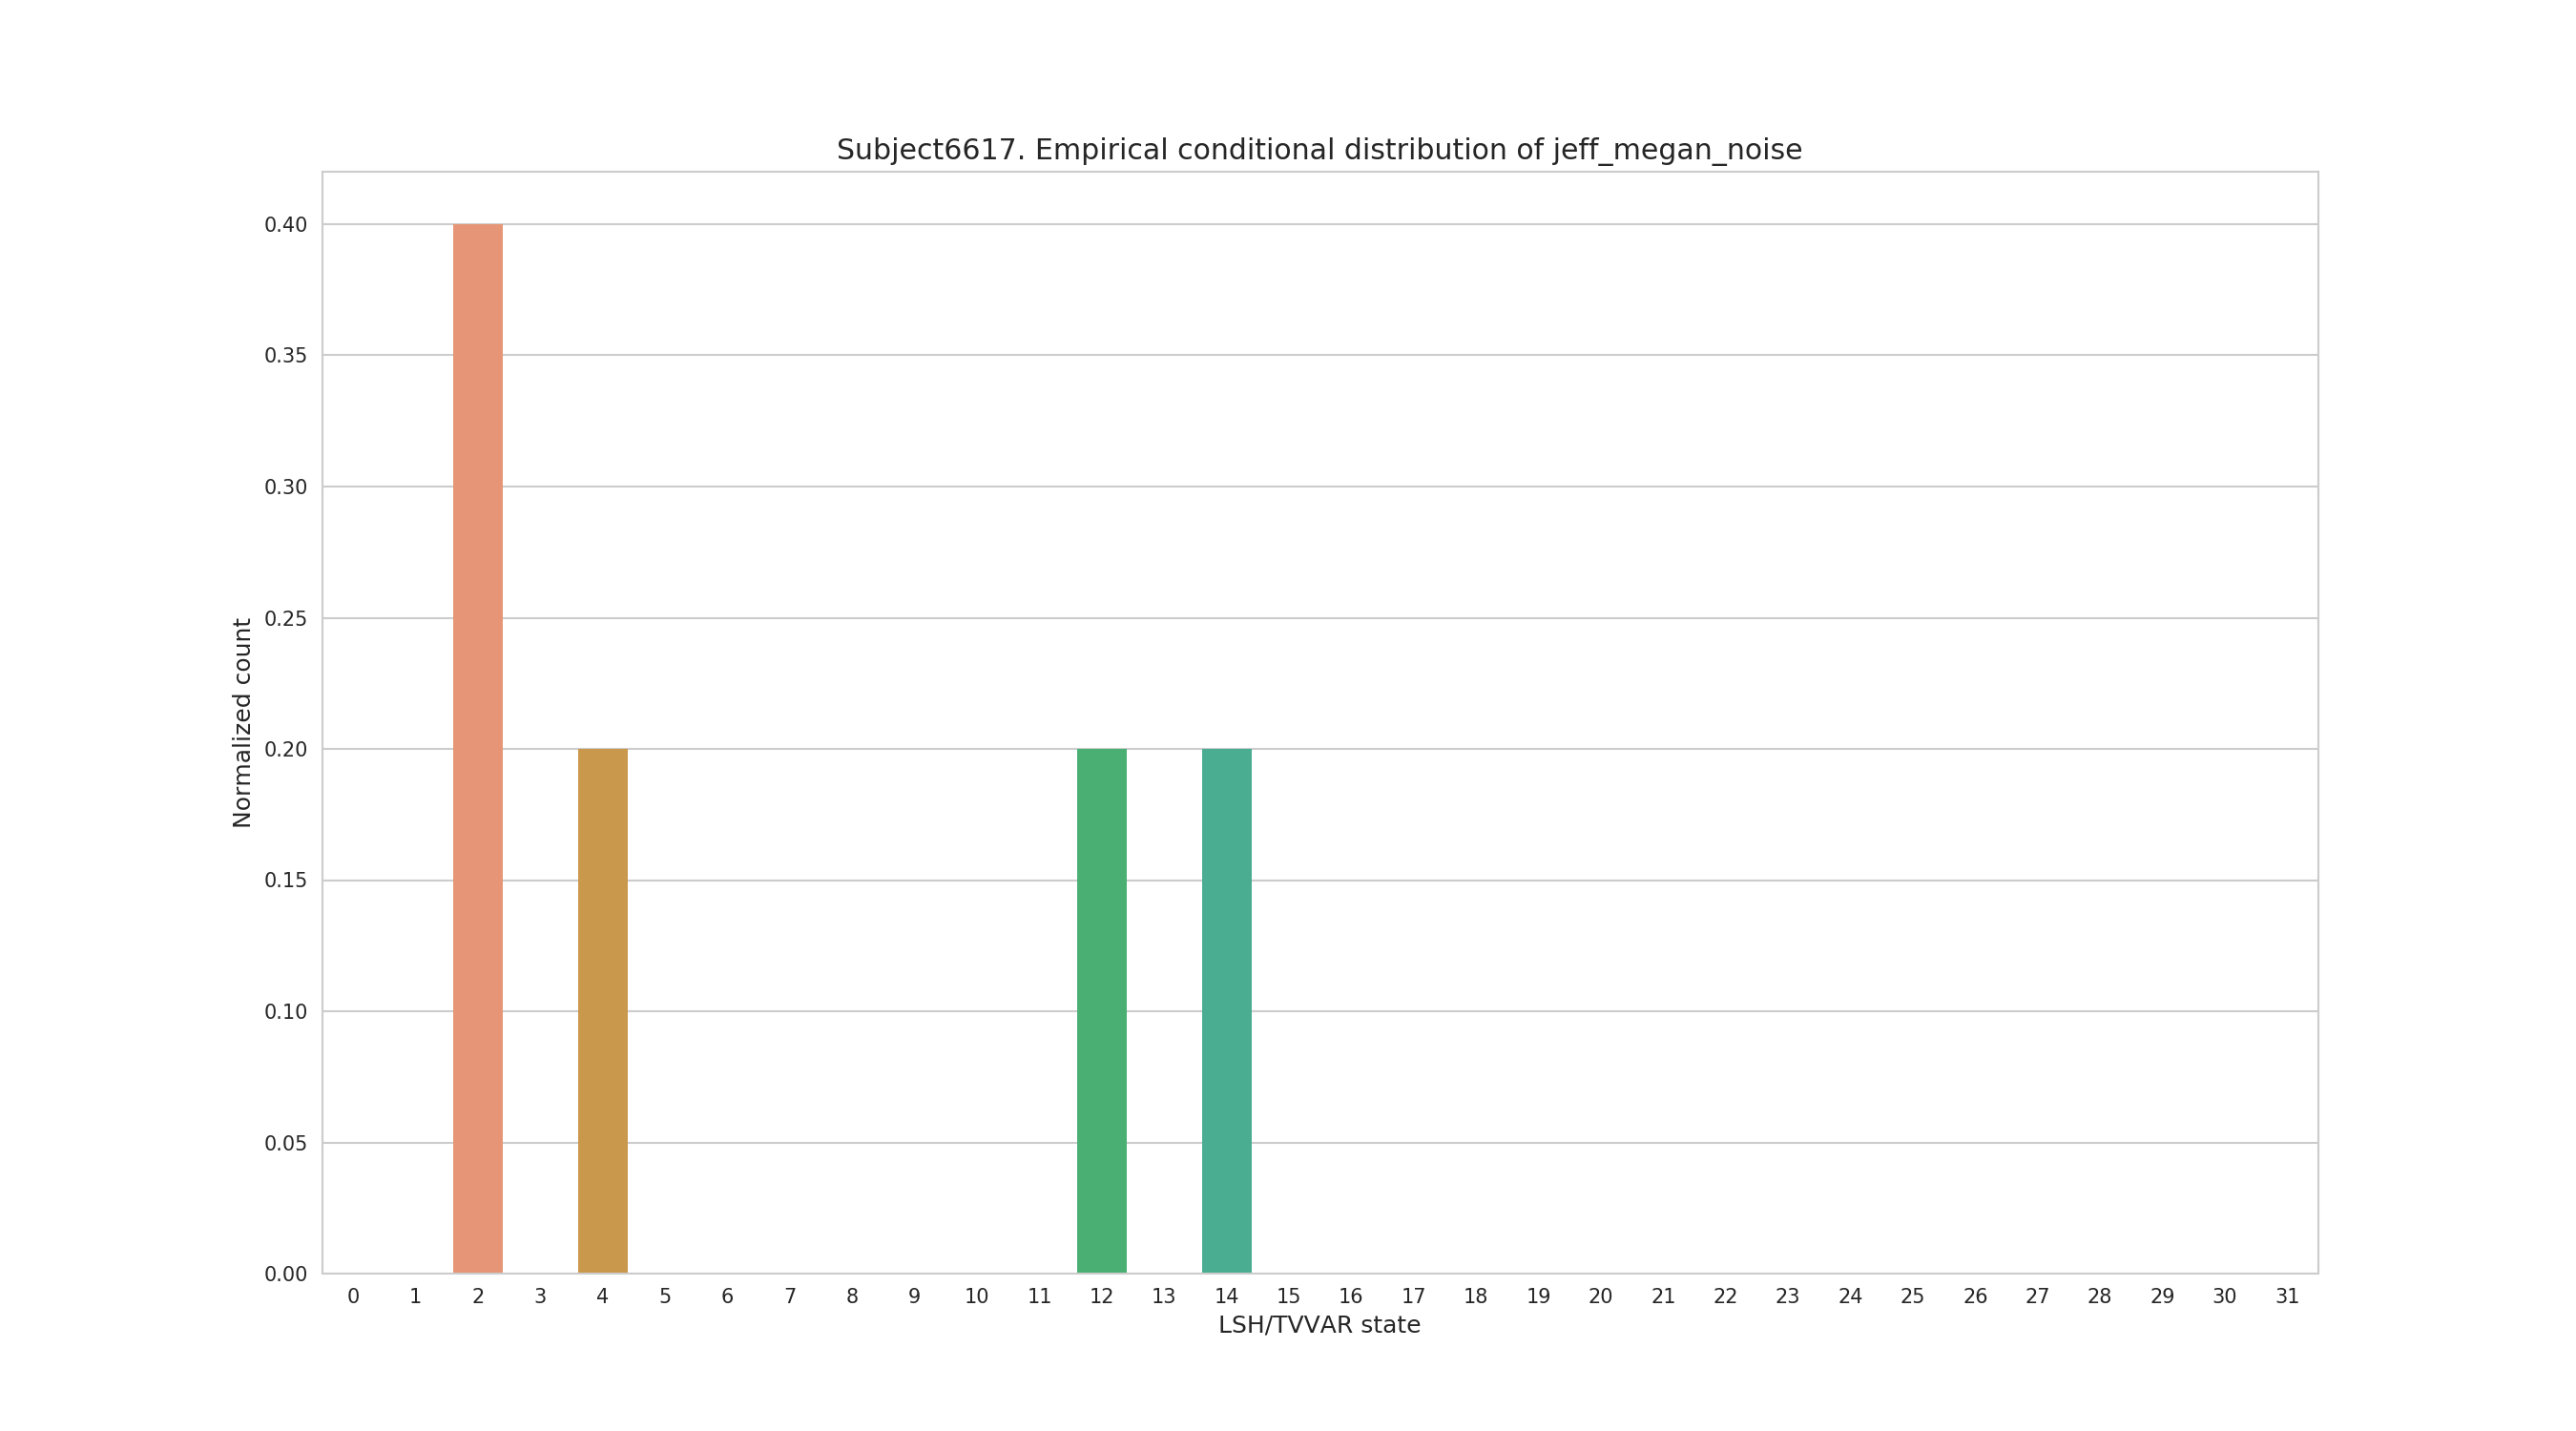 Subject6617. Empirical conditional distribution of jeff_megan_noise
0.40
0.35
0.30
0.25
0.20
0.15
0.10
0.05
0.00
Normalized count
0 1 2 3 4 5 6 7 8 9 10 11 12 13 14 15 16 17 18 19 20 21 22 23 24 25 26 27 28 29 30 31
LSH/TVVAR state